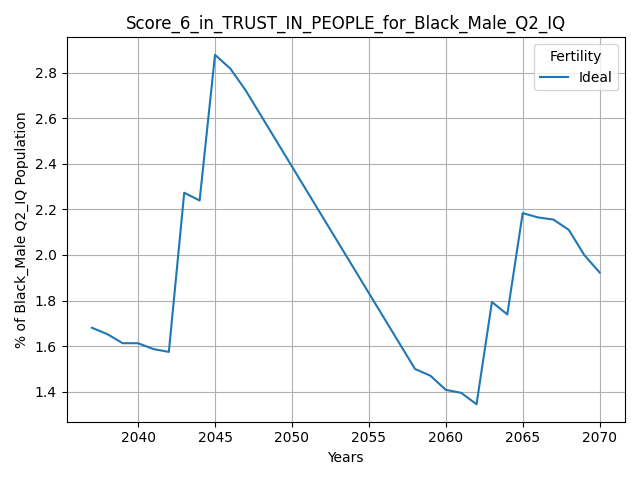 Score_6_in_TRUST_IN_PEOPLE_for_Black_Male_Q2_IQ
Fertility
Ideal
% of Black_Male Q2_IQ Population
2.8
2.6
2.4
2.2
2.0
1.8
1.6
1.4
2040 2045 2050 2055 2060 2065 2070
Years